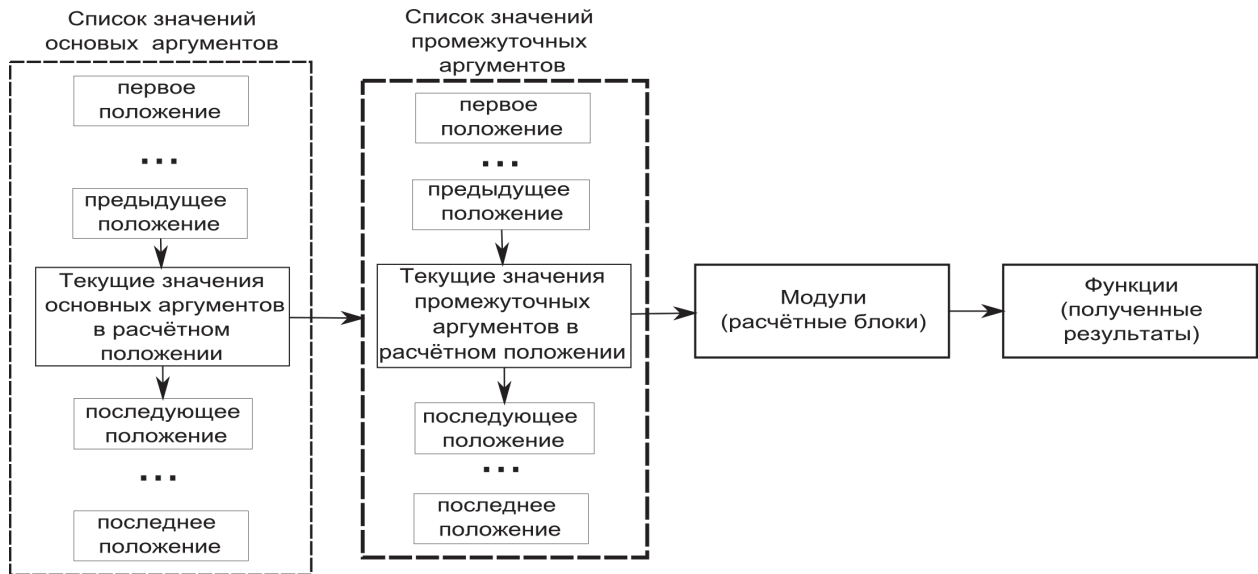 Список значений
основых аргументов
первое
положение
...
предыдущее
положение
Текущие значения
основных аргументов
в расчётном
положении
последующее
положение
...
последнее
положение
Список значений
промежуточных
аргументов
первое
положение
...
предыдущее
положение
Текущие значения
промежуточных
аргументов в
расчётном положении
последующее
положение
...
последнее
положение
Модули
(расчётные блоки)
Функции
(полученные
результаты)